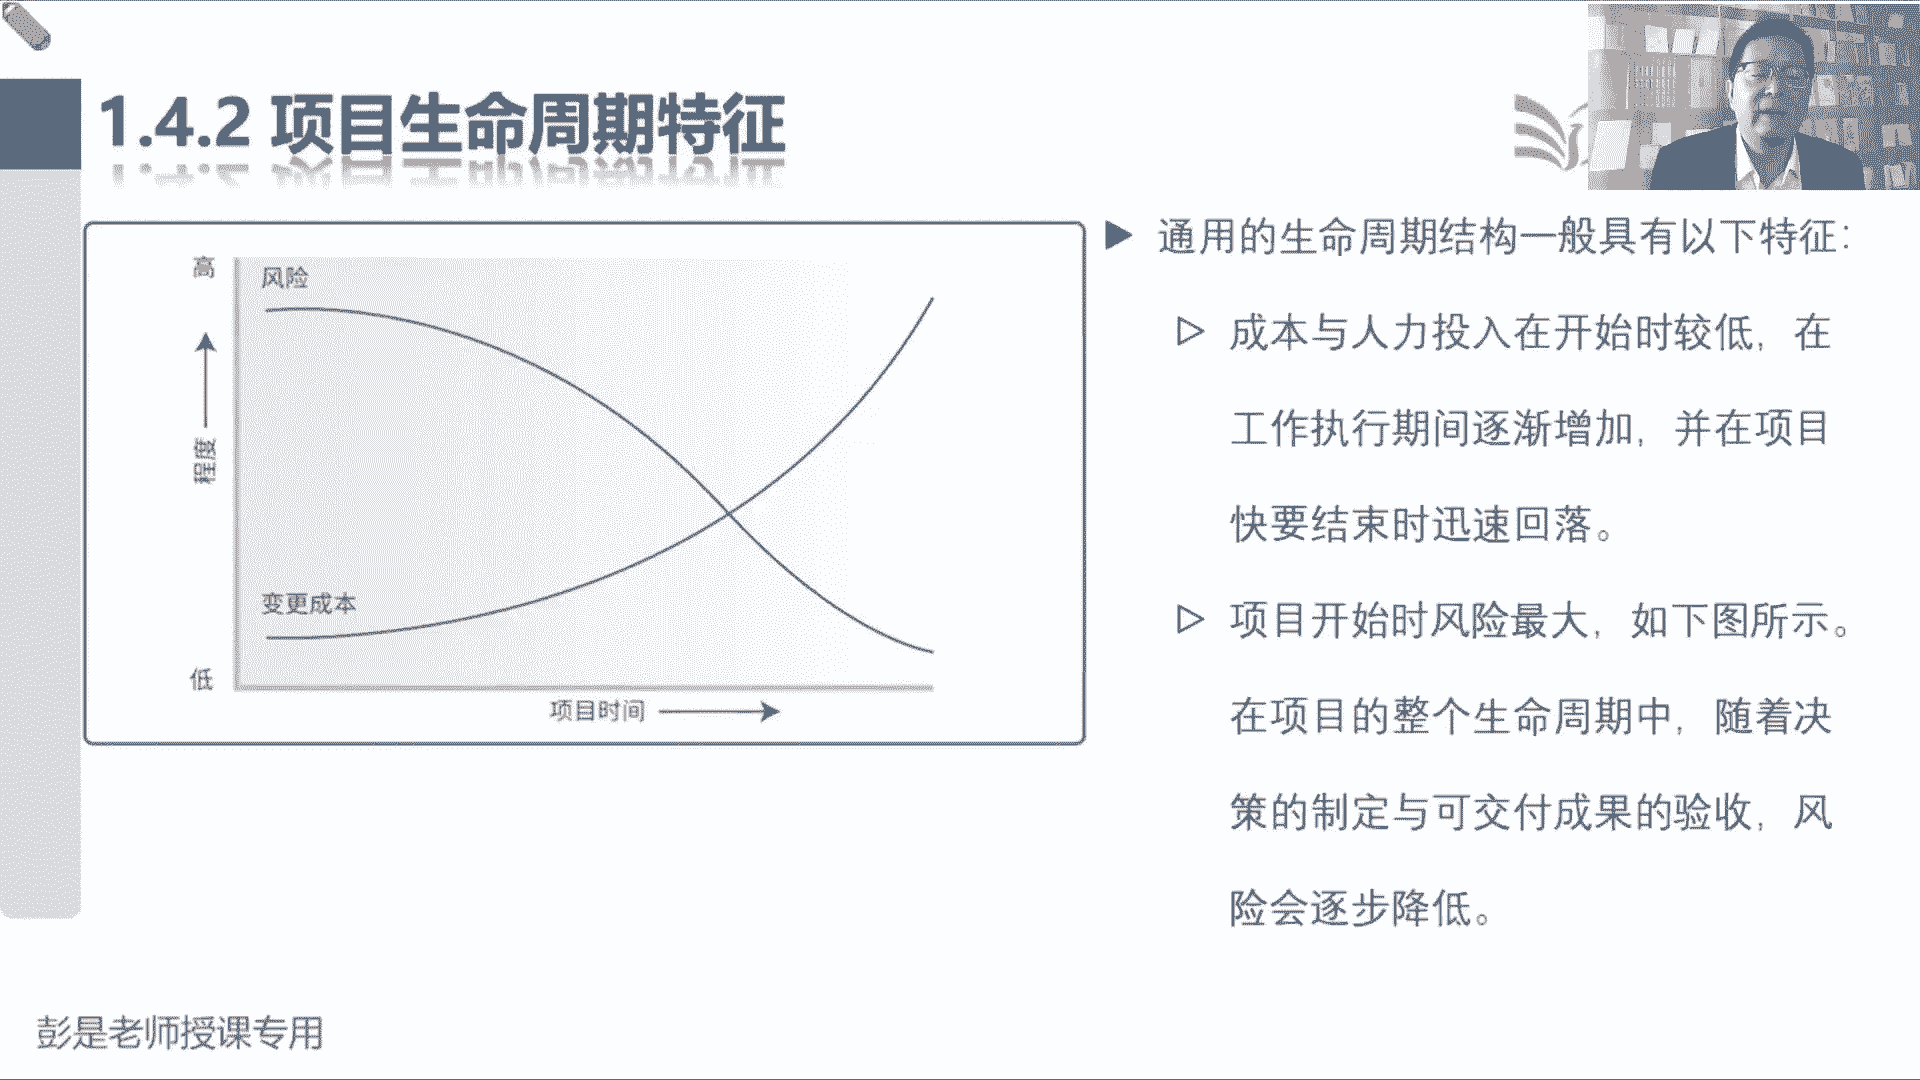 1.4.2 项目生命周期特征
高
风险
程度
变更成本
低
项目时间
通用的生命周期结构一般具有以下特征：
成本与人力投入在开始时较低，在
工作执行期间逐渐增加，并在项目
快要结束时迅速回落。
项目开始时风险最大，如下图所示。
在项目的整个生命周期中，随着决
策的制定与可交付成果的验收，风
险会逐步降低。
彭是老师授课专用